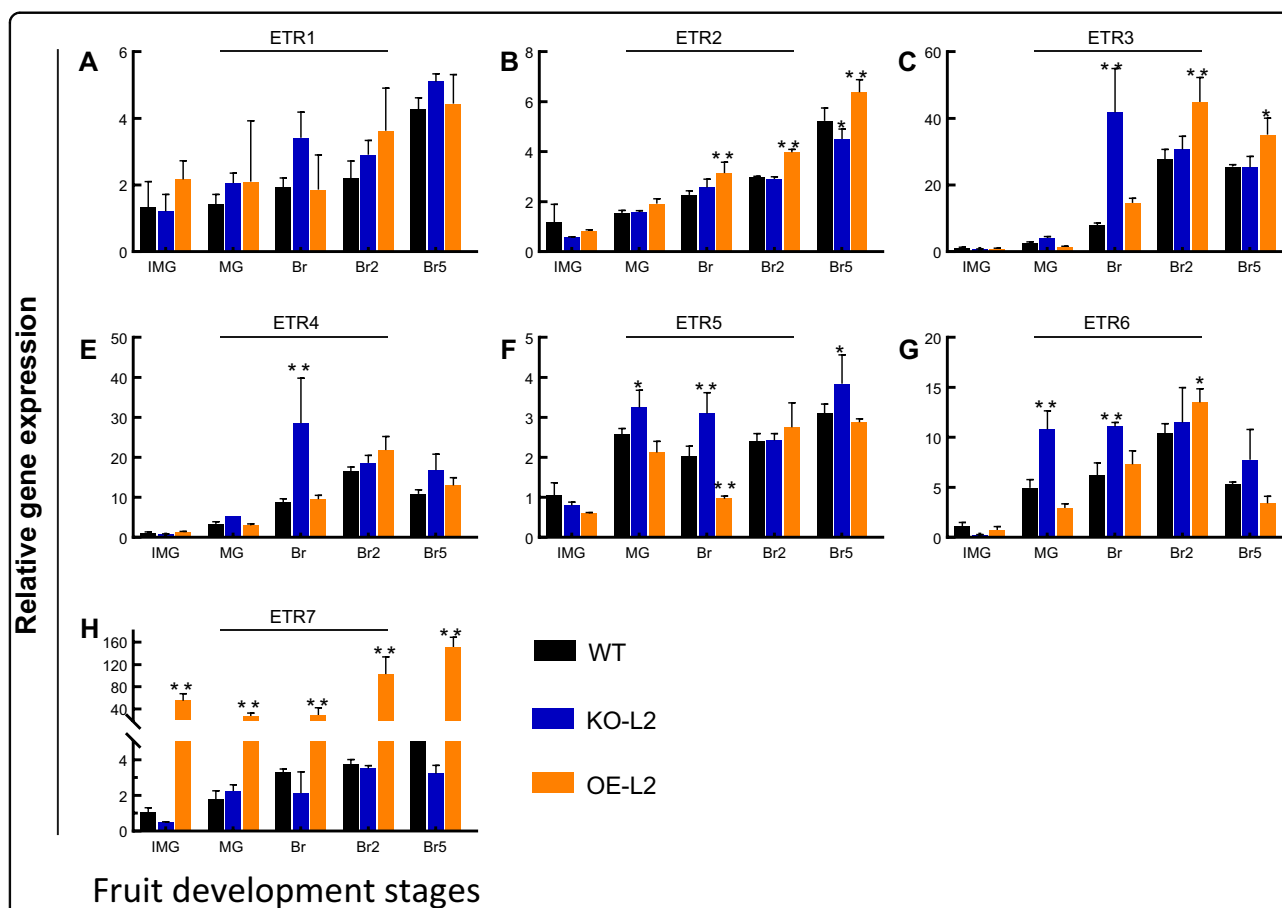 Relative gene expression
A
ETR1
6
4
2
0
IMG MG Br Br2 Br5
B
ETR2
8
6
4
2
0
** ** * **
IMG MG Br Br2 Br5
C
ETR3
60
40
20
0
** ** *
IMG MG Br Br2 Br5
E
ETR4
50
40
30
20
10
0
**
IMG MG Br Br2 Br5
F
ETR5
5
4
3
2
1
0
* ** ** *
IMG MG Br Br2 Br5
G
ETR6
20
15
10
5
0
** ** *
IMG MG Br Br2 Br5
H
ETR7
160
120
80
40
4
2
0
** ** ** ** **
IMG MG Br Br2 Br5
WT
KO-L2
OE-L2
Fruit development stages